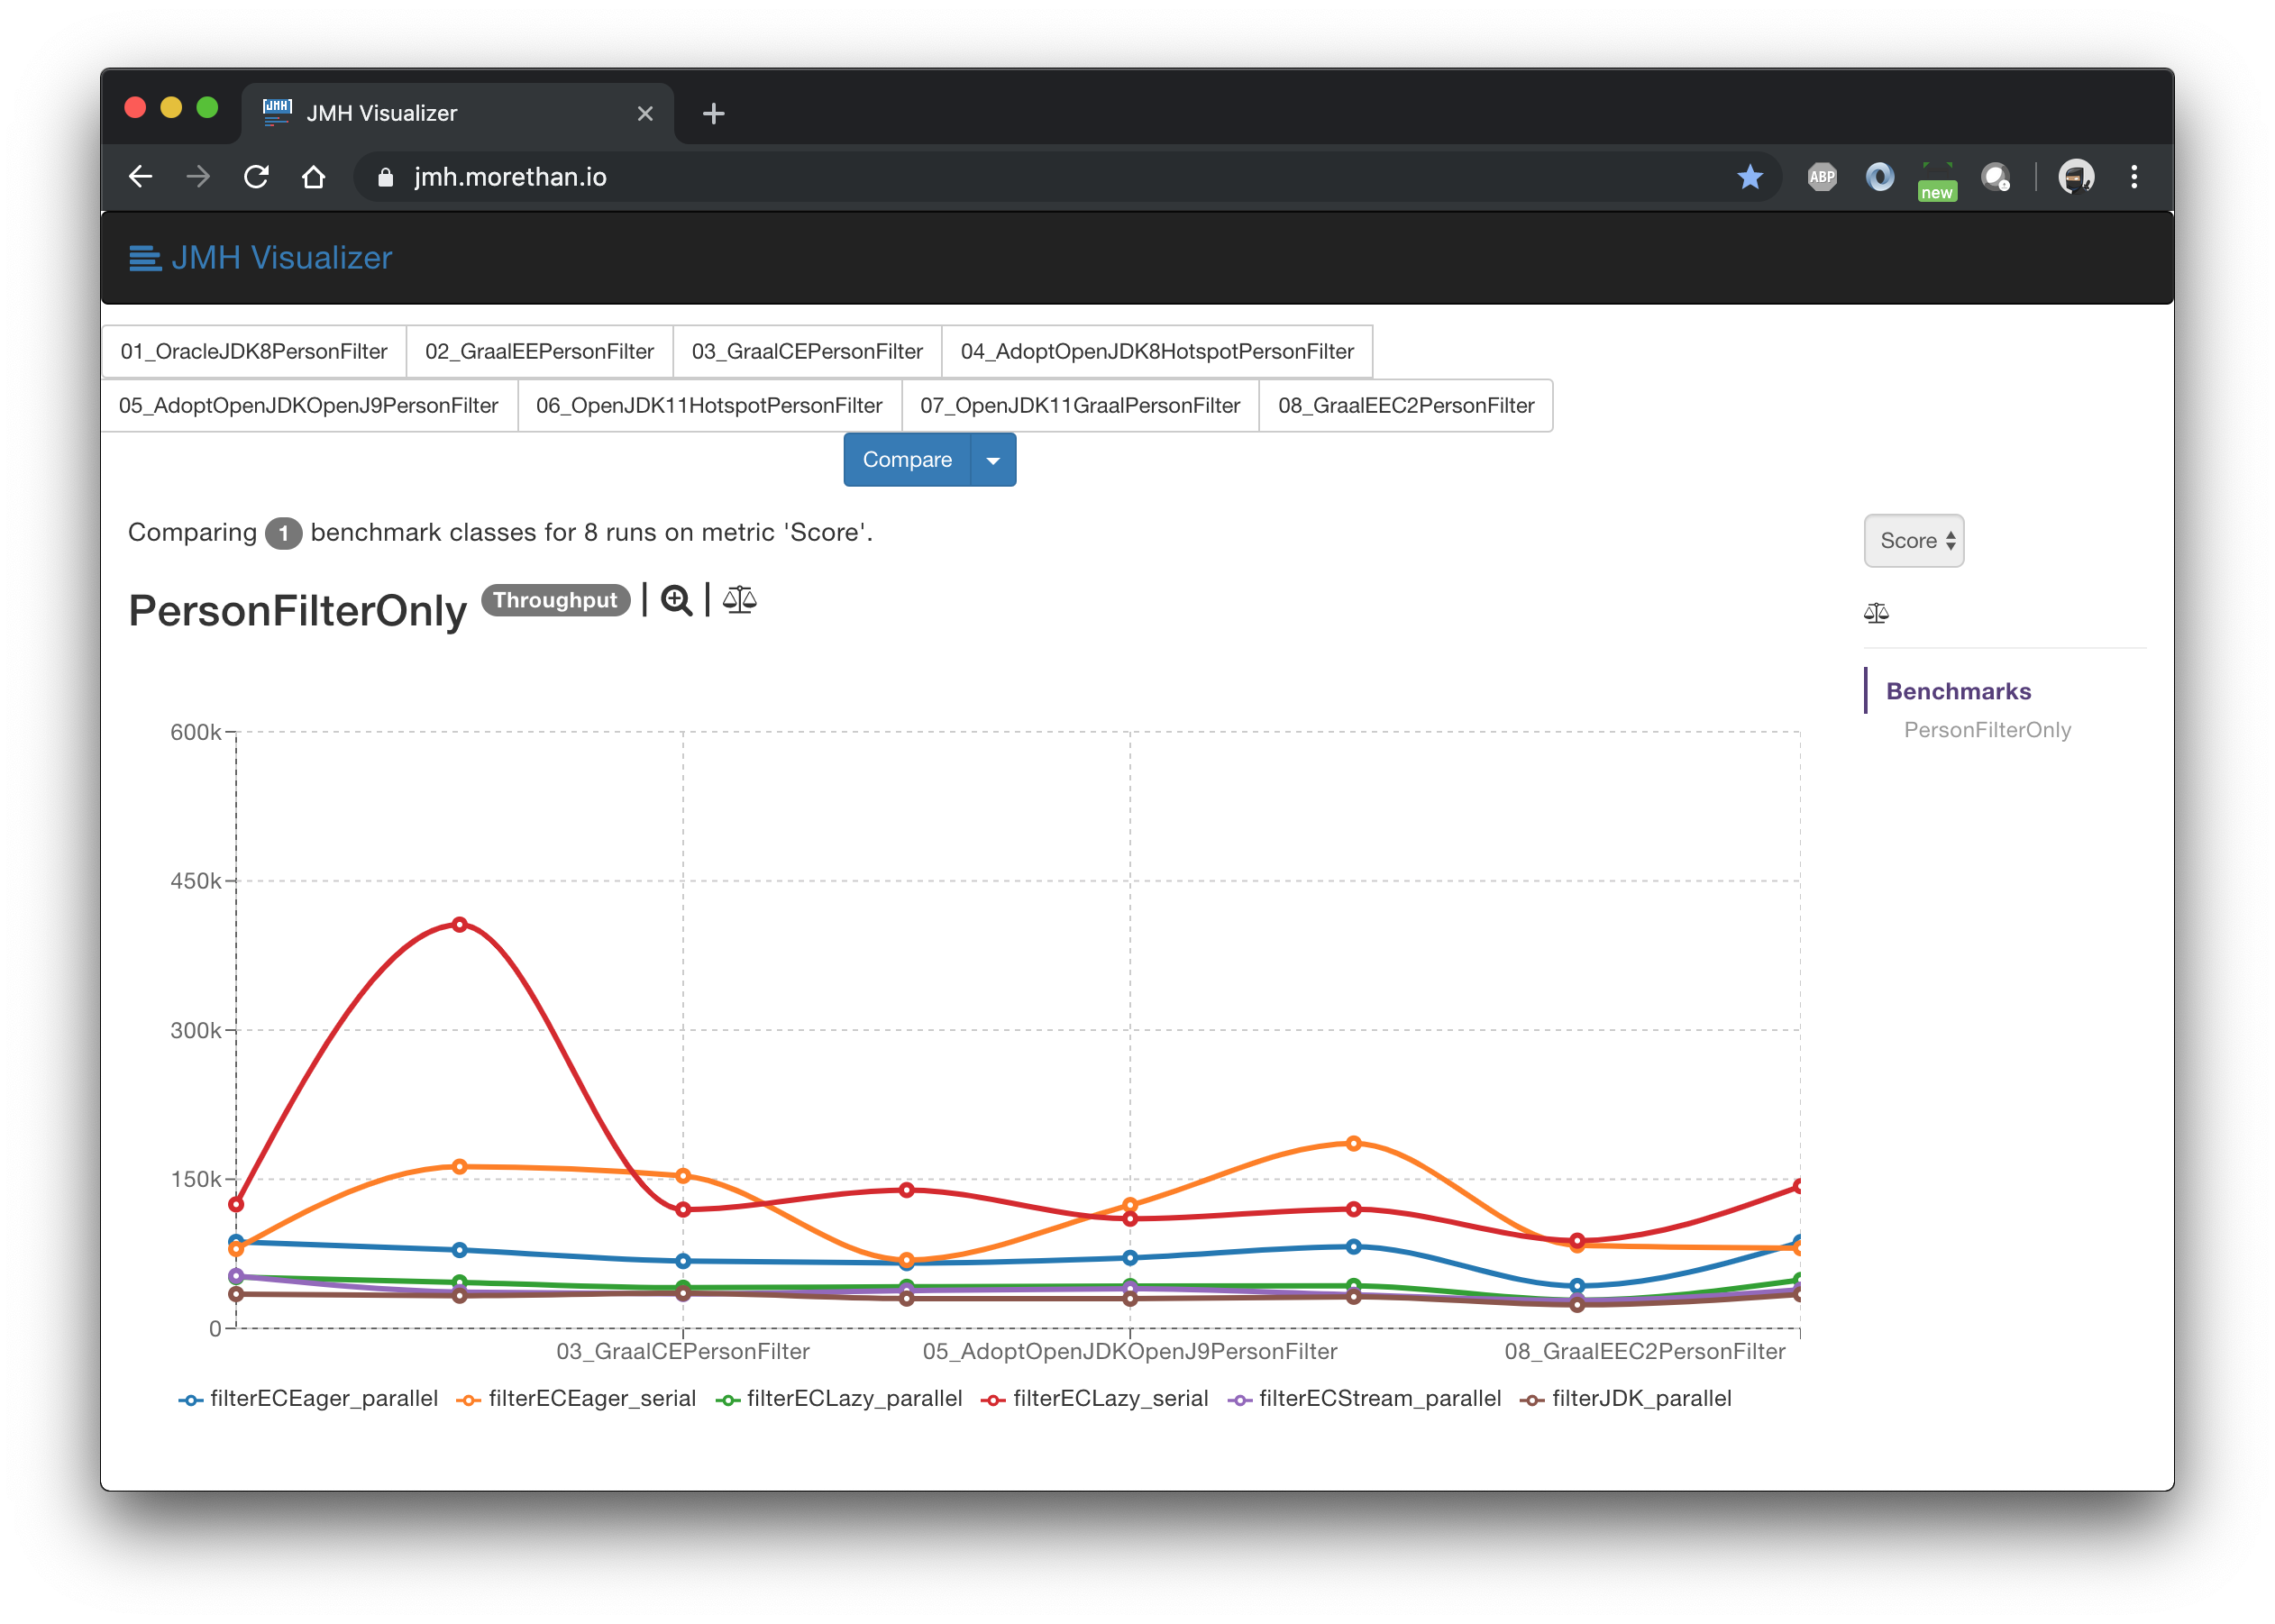 JMH
JMH Visualizer
jmh.morethan.io
ABP
new
JMH Visualizer
01_OracleJDK8PersonFilter 02_GraalEEPersonFilter 03_GraalCEPersonFilter 04_AdoptOpenJDK8HotspotPersonFilter
05_AdoptOpenJDKOpenJ9PersonFilter 06_OpenJDK11HotspotPersonFilter 07_OpenJDK11GraalPersonFilter 08_GraalEEC2PersonFilter
Compare
Comparing 1 benchmark classes for 8 runs on metric 'Score'.
Score
PersonFilterOnly Throughput
Benchmarks
PersonFilterOnly
600k
450k
300k
150k
0
03_GraalCEPersonFilter 05_AdoptOpenJDKOpenJ9PersonFilter 08_GraalEEC2PersonFilter
filterECEager_parallel filterECEager_serial filterECLazy_parallel filterECLazy_serial filterECStream_parallel filterJDK_parallel